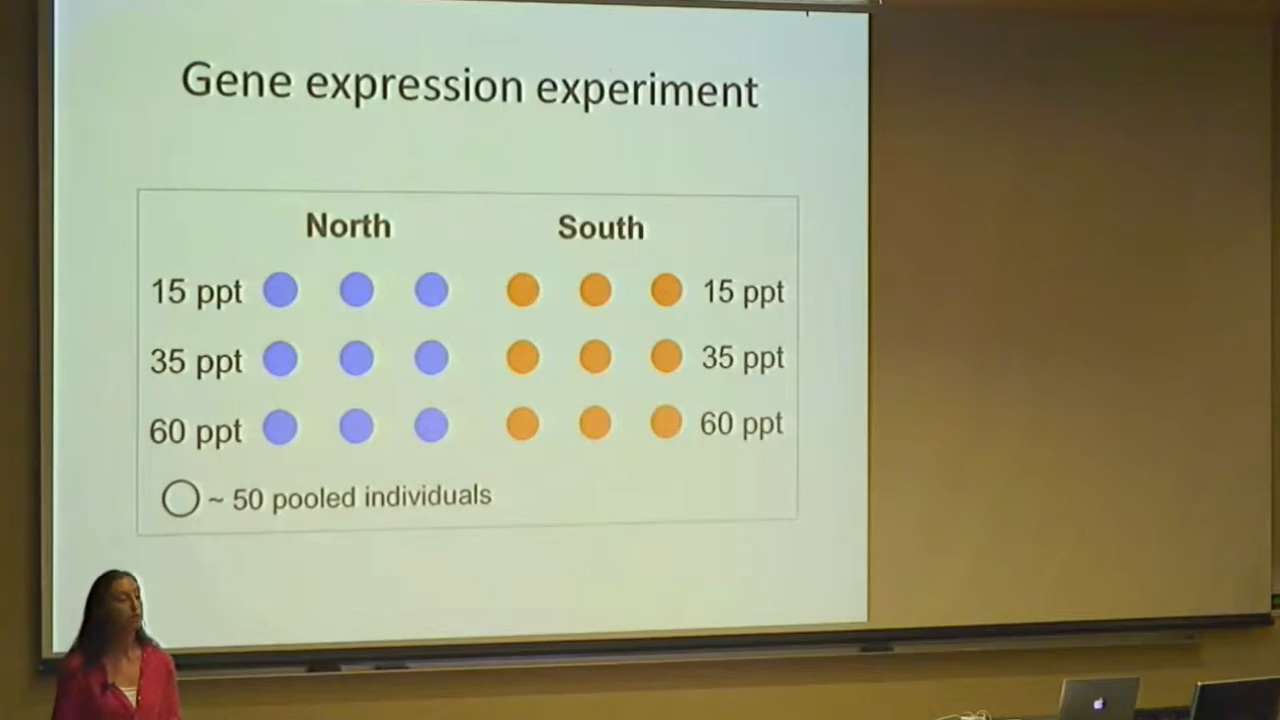 Gene expression experiment
North South
15 ppt 15 ppt
35 ppt 35 ppt
60 ppt 60 ppt
~ 50 pooled individuals